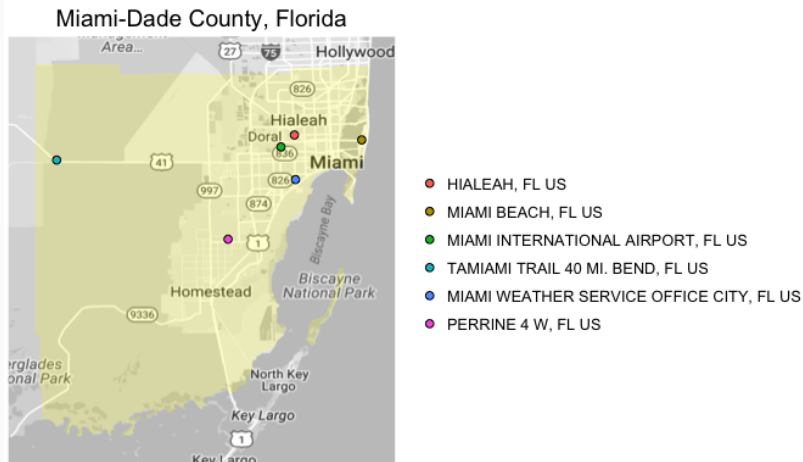 Miami-Dade County, Florida
Management
Area...
27
75
Hollywood
826
Hialeah
Doral
836
Miami
41
826
997
874
1
Biscayne Bay
Biscayne
National Park
Homestead
9336
erglades
onal Park
North Key
Largo
Key Largo
1
Key Largo
HIALEAH, FL US
MIAMI BEACH, FL US
MIAMI INTERNATIONAL AIRPORT, FL US
TAMIAMI TRAIL 40 MI. BEND, FL US
MIAMI WEATHER SERVICE OFFICE CITY, FL US
PERRINE 4 W, FL US